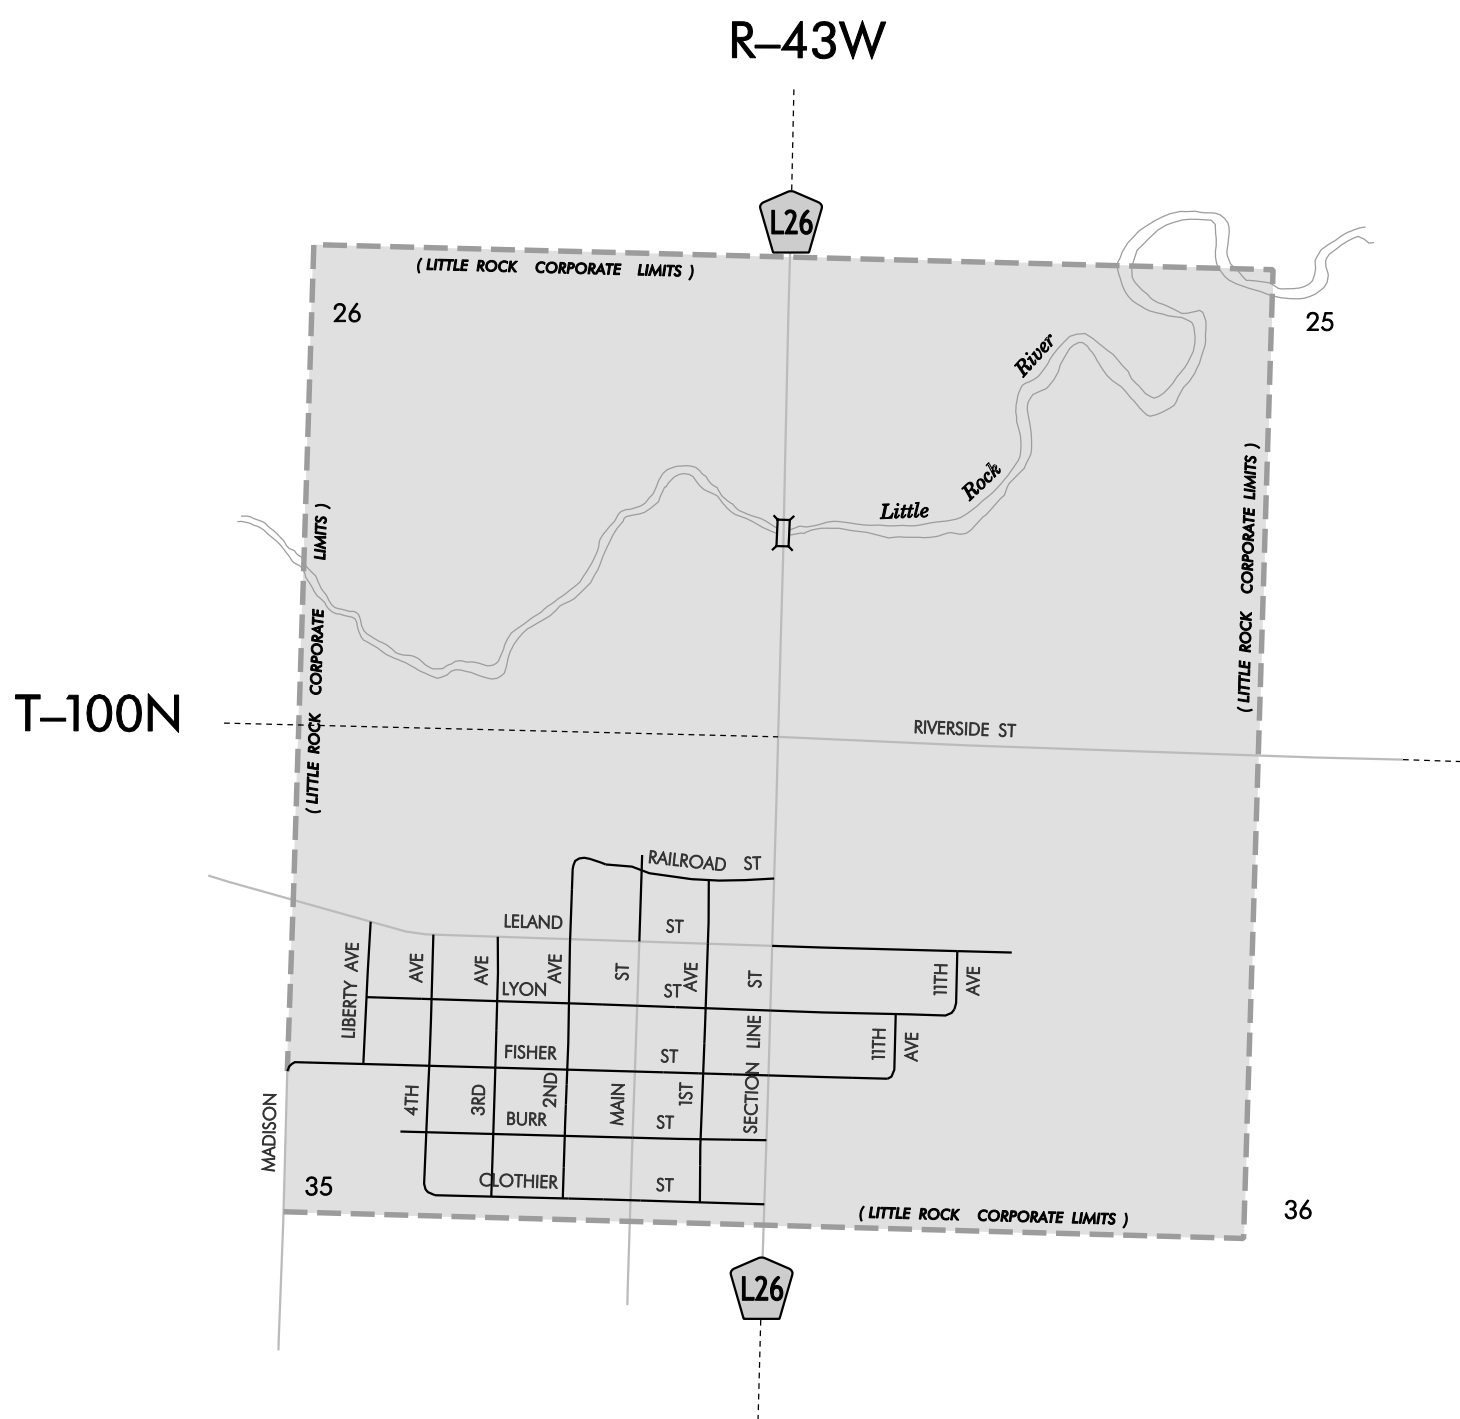 R–43W
L26
( LITTLE ROCK CORPORATE LIMITS )
26
25
River
Rock
Little
( LITTLE ROCK CORPORATE LIMITS )
( LITTLE ROCK CORPORATE LIMITS )
T–100N
RIVERSIDE ST
RAILROAD ST
LELAND ST
LIBERTY AVE
4TH AVE
3RD AVE
2ND AVE
MAIN ST
1ST AVE
SECTION LINE ST
11TH AVE
LYON ST
11TH AVE
FISHER ST
MADISON
BURR ST
CLOTHIER ST
35
36
( LITTLE ROCK CORPORATE LIMITS )
L26